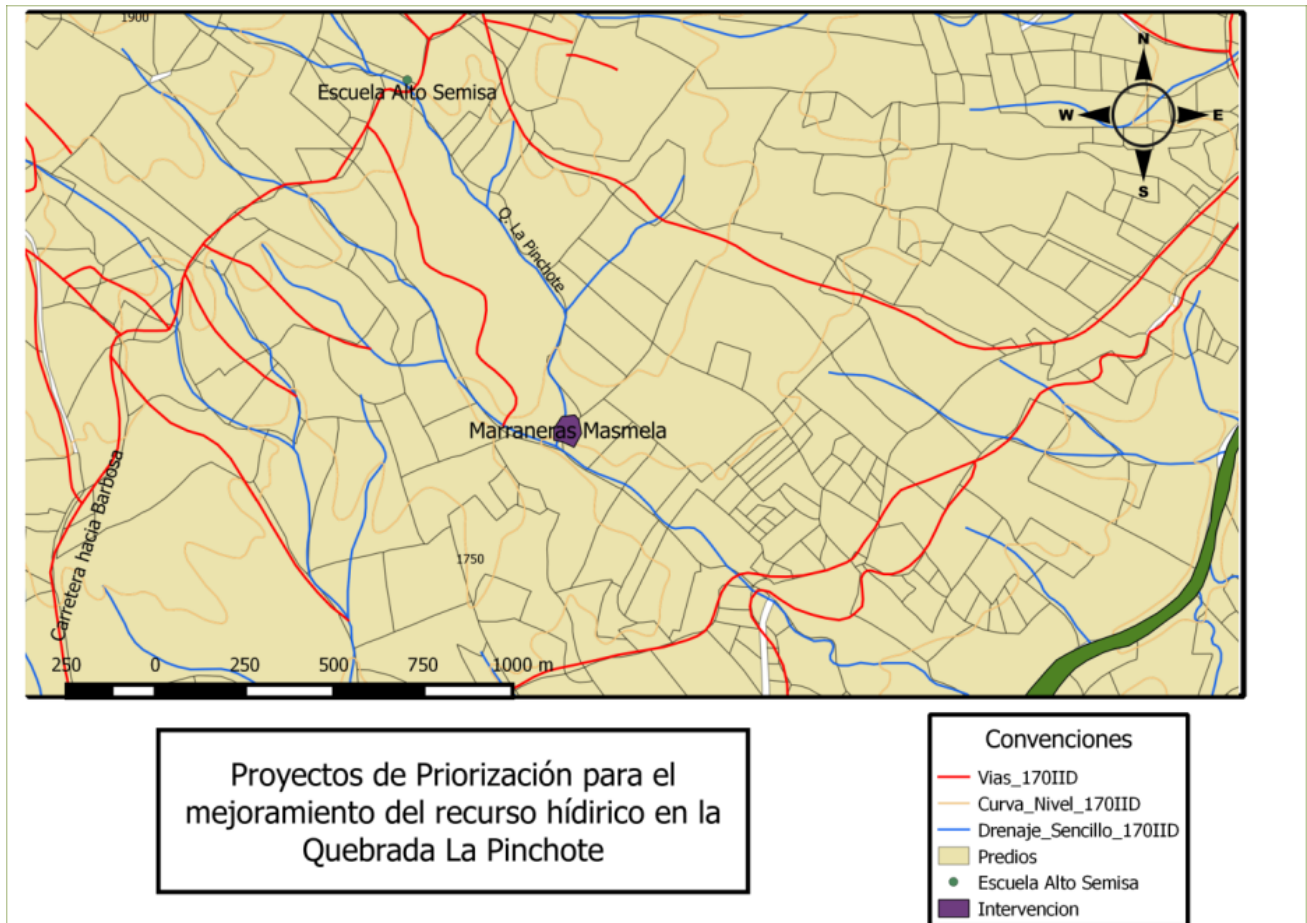 1900
N
W E
S
Escuela Alto Semisa
Q. La Pinchote
Marraneras Masmela
Carretera hacia Barbosa
1750
250 0 250 500 750 1000 m
Proyectos de Priorización para el
mejoramiento del recurso hídirico en la
Quebrada La Pinchote
Convenciones
Vias_170IID
Curva_Nivel_170IID
Drenaje_Sencillo_170IID
Predios
Escuela Alto Semisa
Intervencion